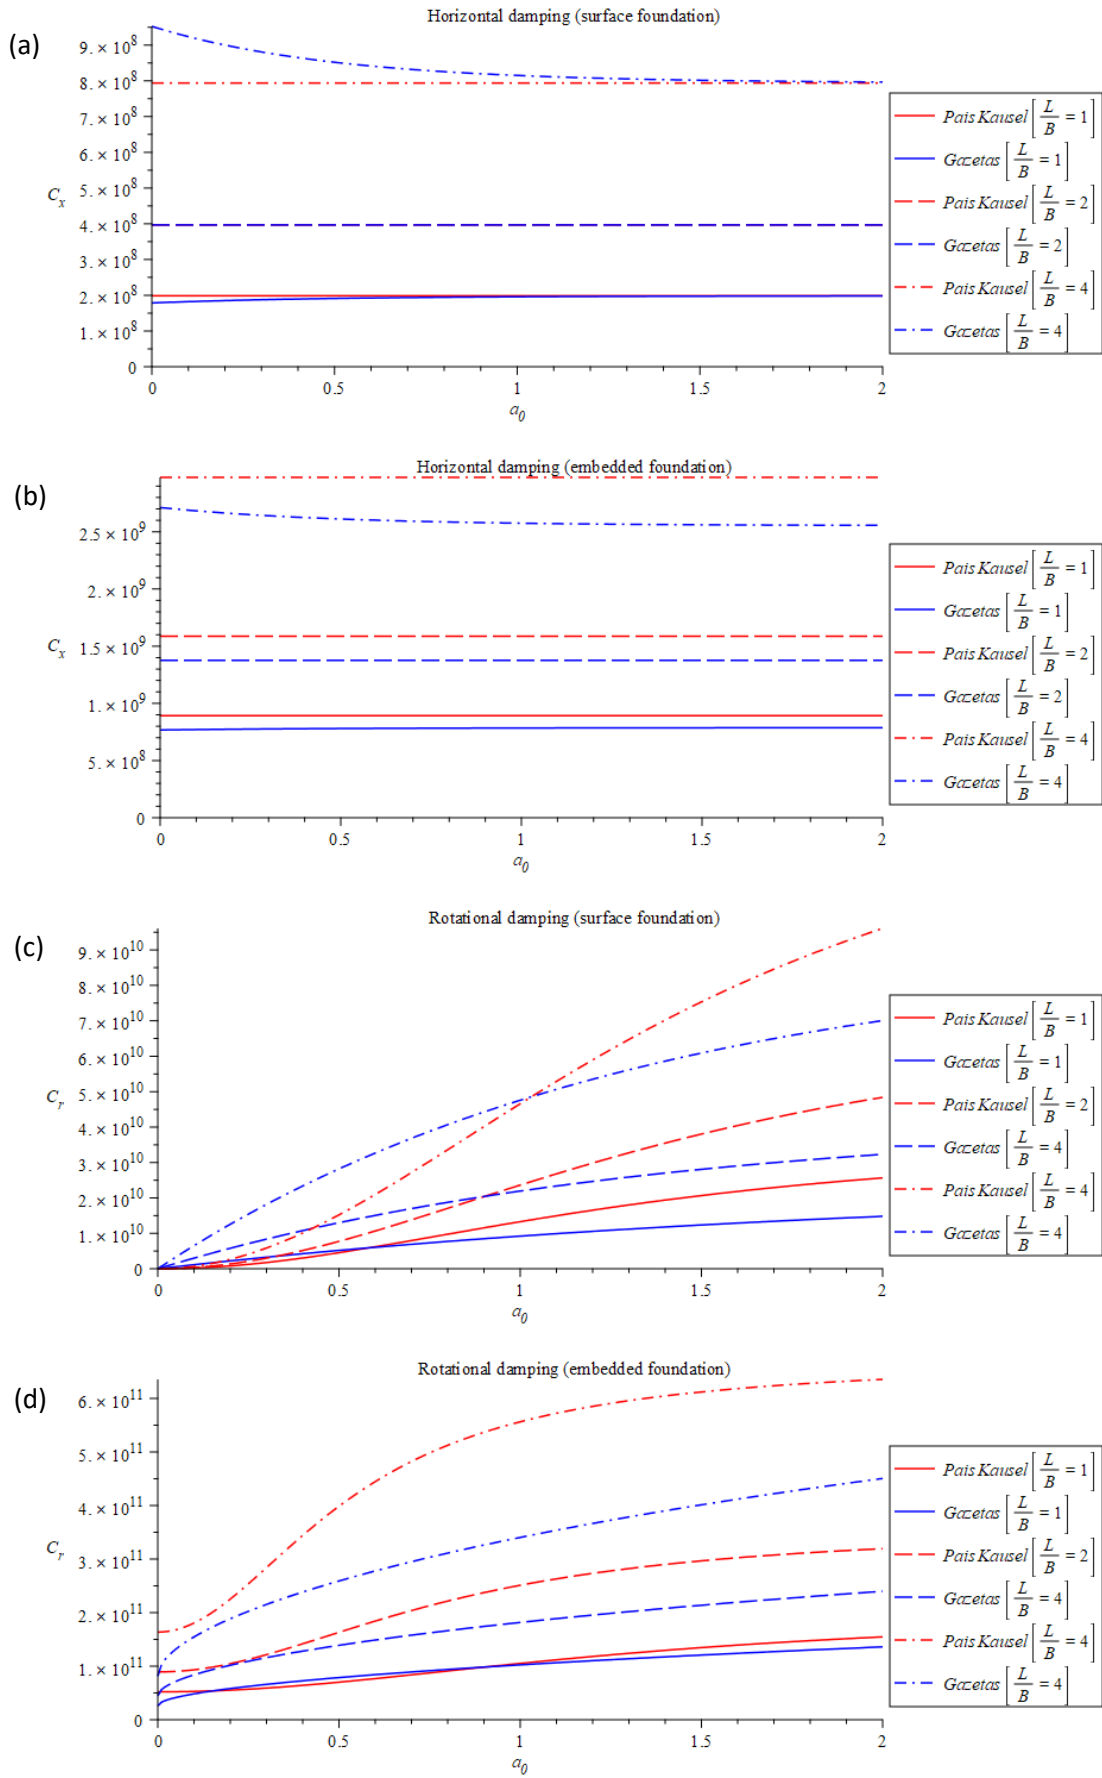 (a)
Horizontal damping (surface foundation)
9. × 10^8
8. × 10^8
7. × 10^8
6. × 10^8
5. × 10^8
4. × 10^8
3. × 10^8
2. × 10^8
1. × 10^8
0
C_x
0 0.5 1 1.5 2
a_0
Pais Kausel [L/B = 1]
Gazetas [L/B = 1]
Pais Kausel [L/B = 2]
Gazetas [L/B = 2]
Pais Kausel [L/B = 4]
Gazetas [L/B = 4]
(b)
Horizontal damping (embedded foundation)
2.5 × 10^9
2. × 10^9
1.5 × 10^9
1. × 10^9
5. × 10^8
0
C_x
0 0.5 1 1.5 2
a_0
Pais Kausel [L/B = 1]
Gazetas [L/B = 1]
Pais Kausel [L/B = 2]
Gazetas [L/B = 2]
Pais Kausel [L/B = 4]
Gazetas [L/B = 4]
(c)
Rotational damping (surface foundation)
9. × 10^10
8. × 10^10
7. × 10^10
6. × 10^10
5. × 10^10
4. × 10^10
3. × 10^10
2. × 10^10
1. × 10^10
0
C_r
0 0.5 1 1.5 2
a_0
Pais Kausel [L/B = 1]
Gazetas [L/B = 1]
Pais Kausel [L/B = 2]
Gazetas [L/B = 4]
Pais Kausel [L/B = 4]
Gazetas [L/B = 4]
(d)
Rotational damping (embedded foundation)
6. × 10^11
5. × 10^11
4. × 10^11
3. × 10^11
2. × 10^11
1. × 10^11
0
C_r
0 0.5 1 1.5 2
a_0
Pais Kausel [L/B = 1]
Gazetas [L/B = 1]
Pais Kausel [L/B = 2]
Gazetas [L/B = 4]
Pais Kausel [L/B = 4]
Gazetas [L/B = 4]